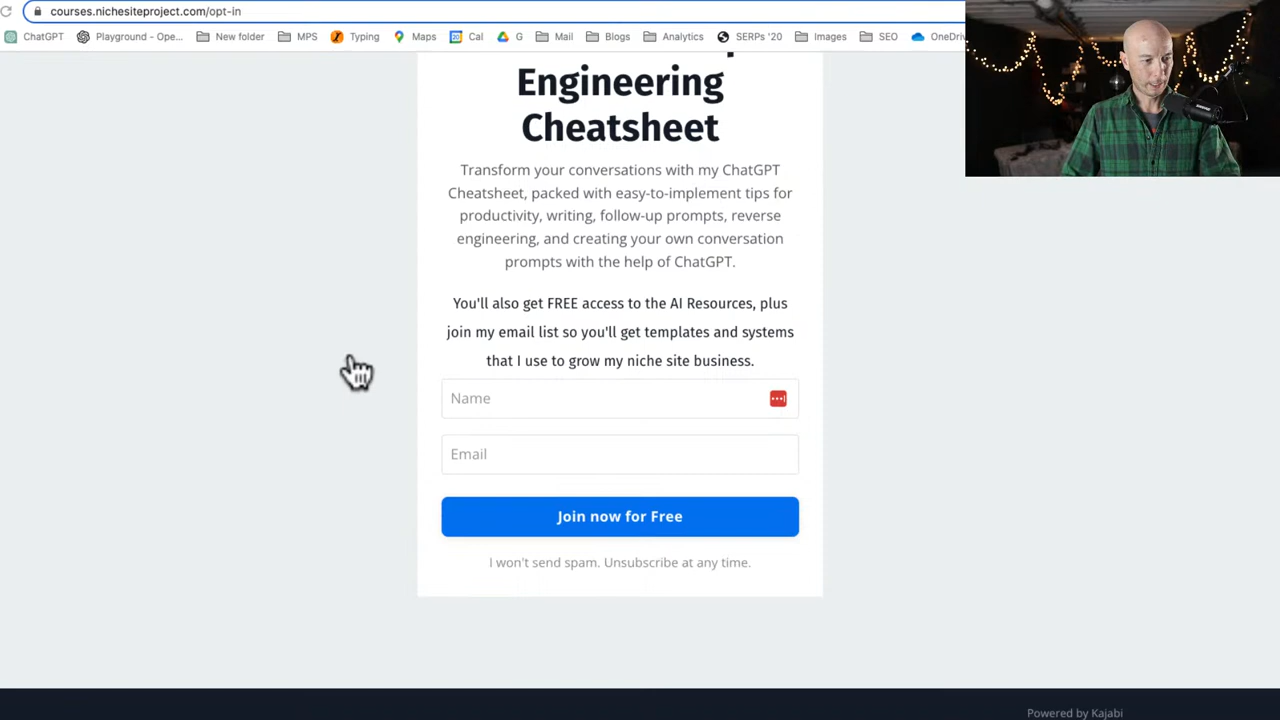 courses.nichesiteproject.com/opt-in
ChatGPT
Playground - Ope...
New folder
MPS
Typing
Maps
20
Cal
G
Mail
Blogs
Analytics
SERPs '20
Images
SEO
OneDriv
Engineering
Cheatsheet
Transform your conversations with my ChatGPT
Cheatsheet, packed with easy-to-implement tips for
productivity, writing, follow-up prompts, reverse
engineering, and creating your own conversation
prompts with the help of ChatGPT.
You'll also get FREE access to the AI Resources, plus
join my email list so you'll get templates and systems
that I use to grow my niche site business.
Name
Email
Join now for Free
I won't send spam. Unsubscribe at any time.
Powered by Kajabi